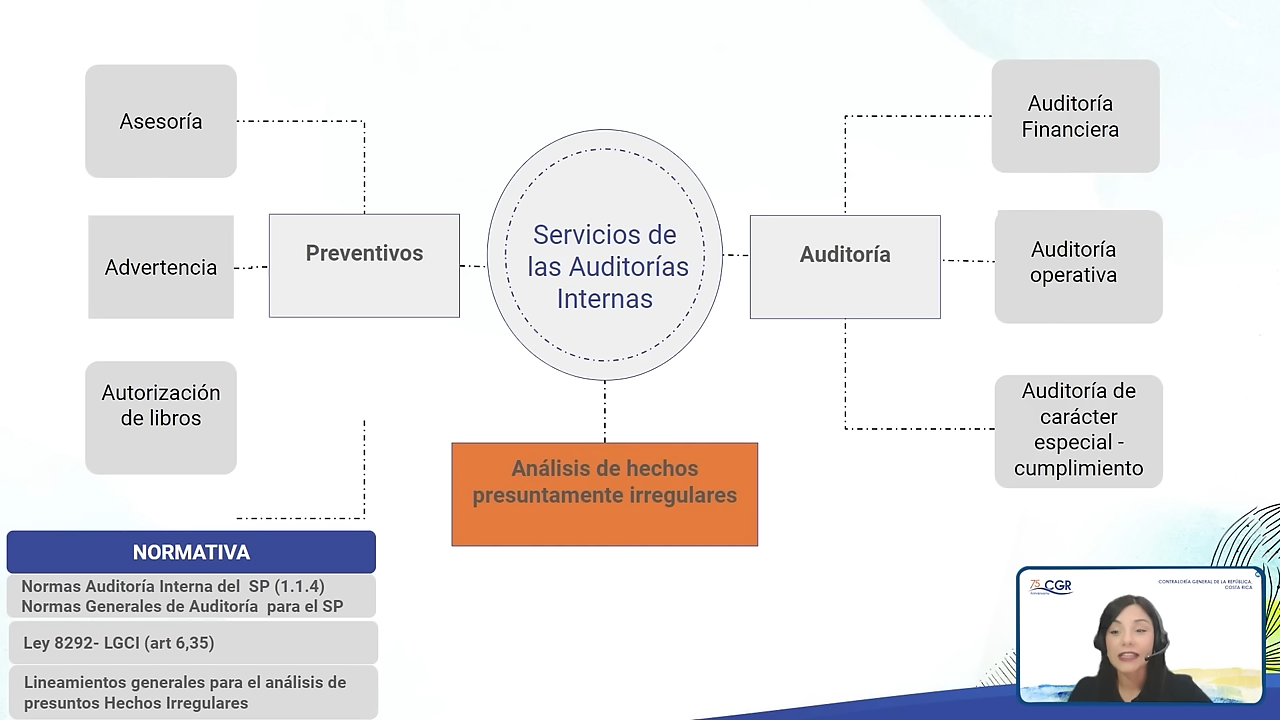 Asesoría
Advertencia
Autorización
de libros
Preventivos
Servicios de
las Auditorías
Internas
Análisis de hechos
presuntamente irregulares
Auditoría
Auditoría
Financiera
Auditoría
operativa
Auditoría de
carácter
especial -
cumplimiento
NORMATIVA
Normas Auditoría Interna del SP (1.1.4)
Normas Generales de Auditoría para el SP
Ley 8292- LGCI (art 6,35)
Lineamientos generales para el análisis de
presuntos Hechos Irregulares
75 CGR
CONTRALORÍA GENERAL DE LA REPÚBLICA,
COSTA RICA